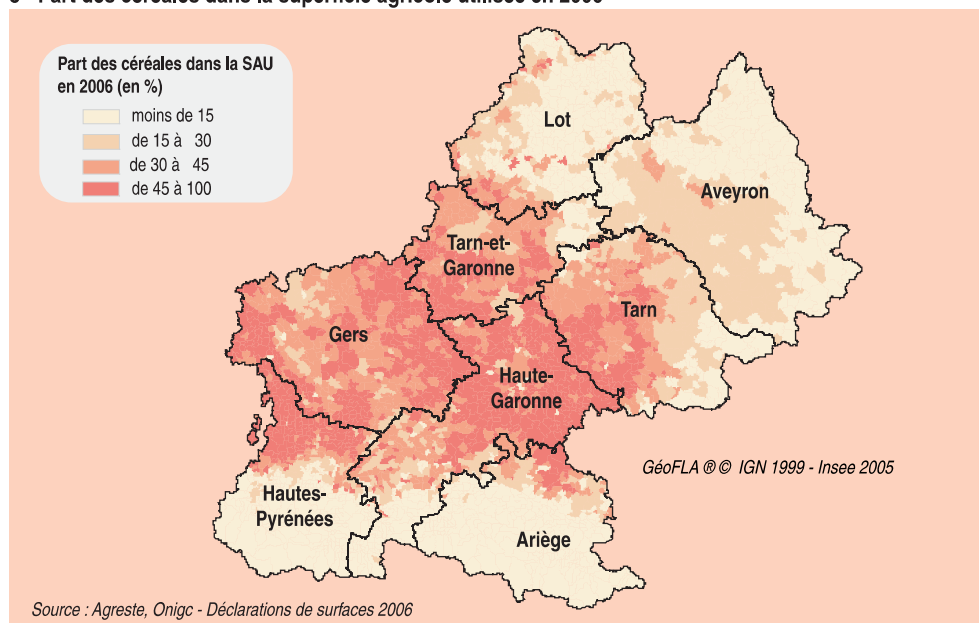 Part des céréales dans la SAU
en 2006 (en %)
moins de 15
de 15 à 30
de 30 à 45
de 45 à 100
Lot
Aveyron
Tarn-et-
Garonne
Tarn
Gers
Haute-
Garonne
GéoFLA ® © IGN 1999 - Insee 2005
Hautes-
Pyrénées
Ariège
Source : Agreste, Onigc - Déclarations de surfaces 2006